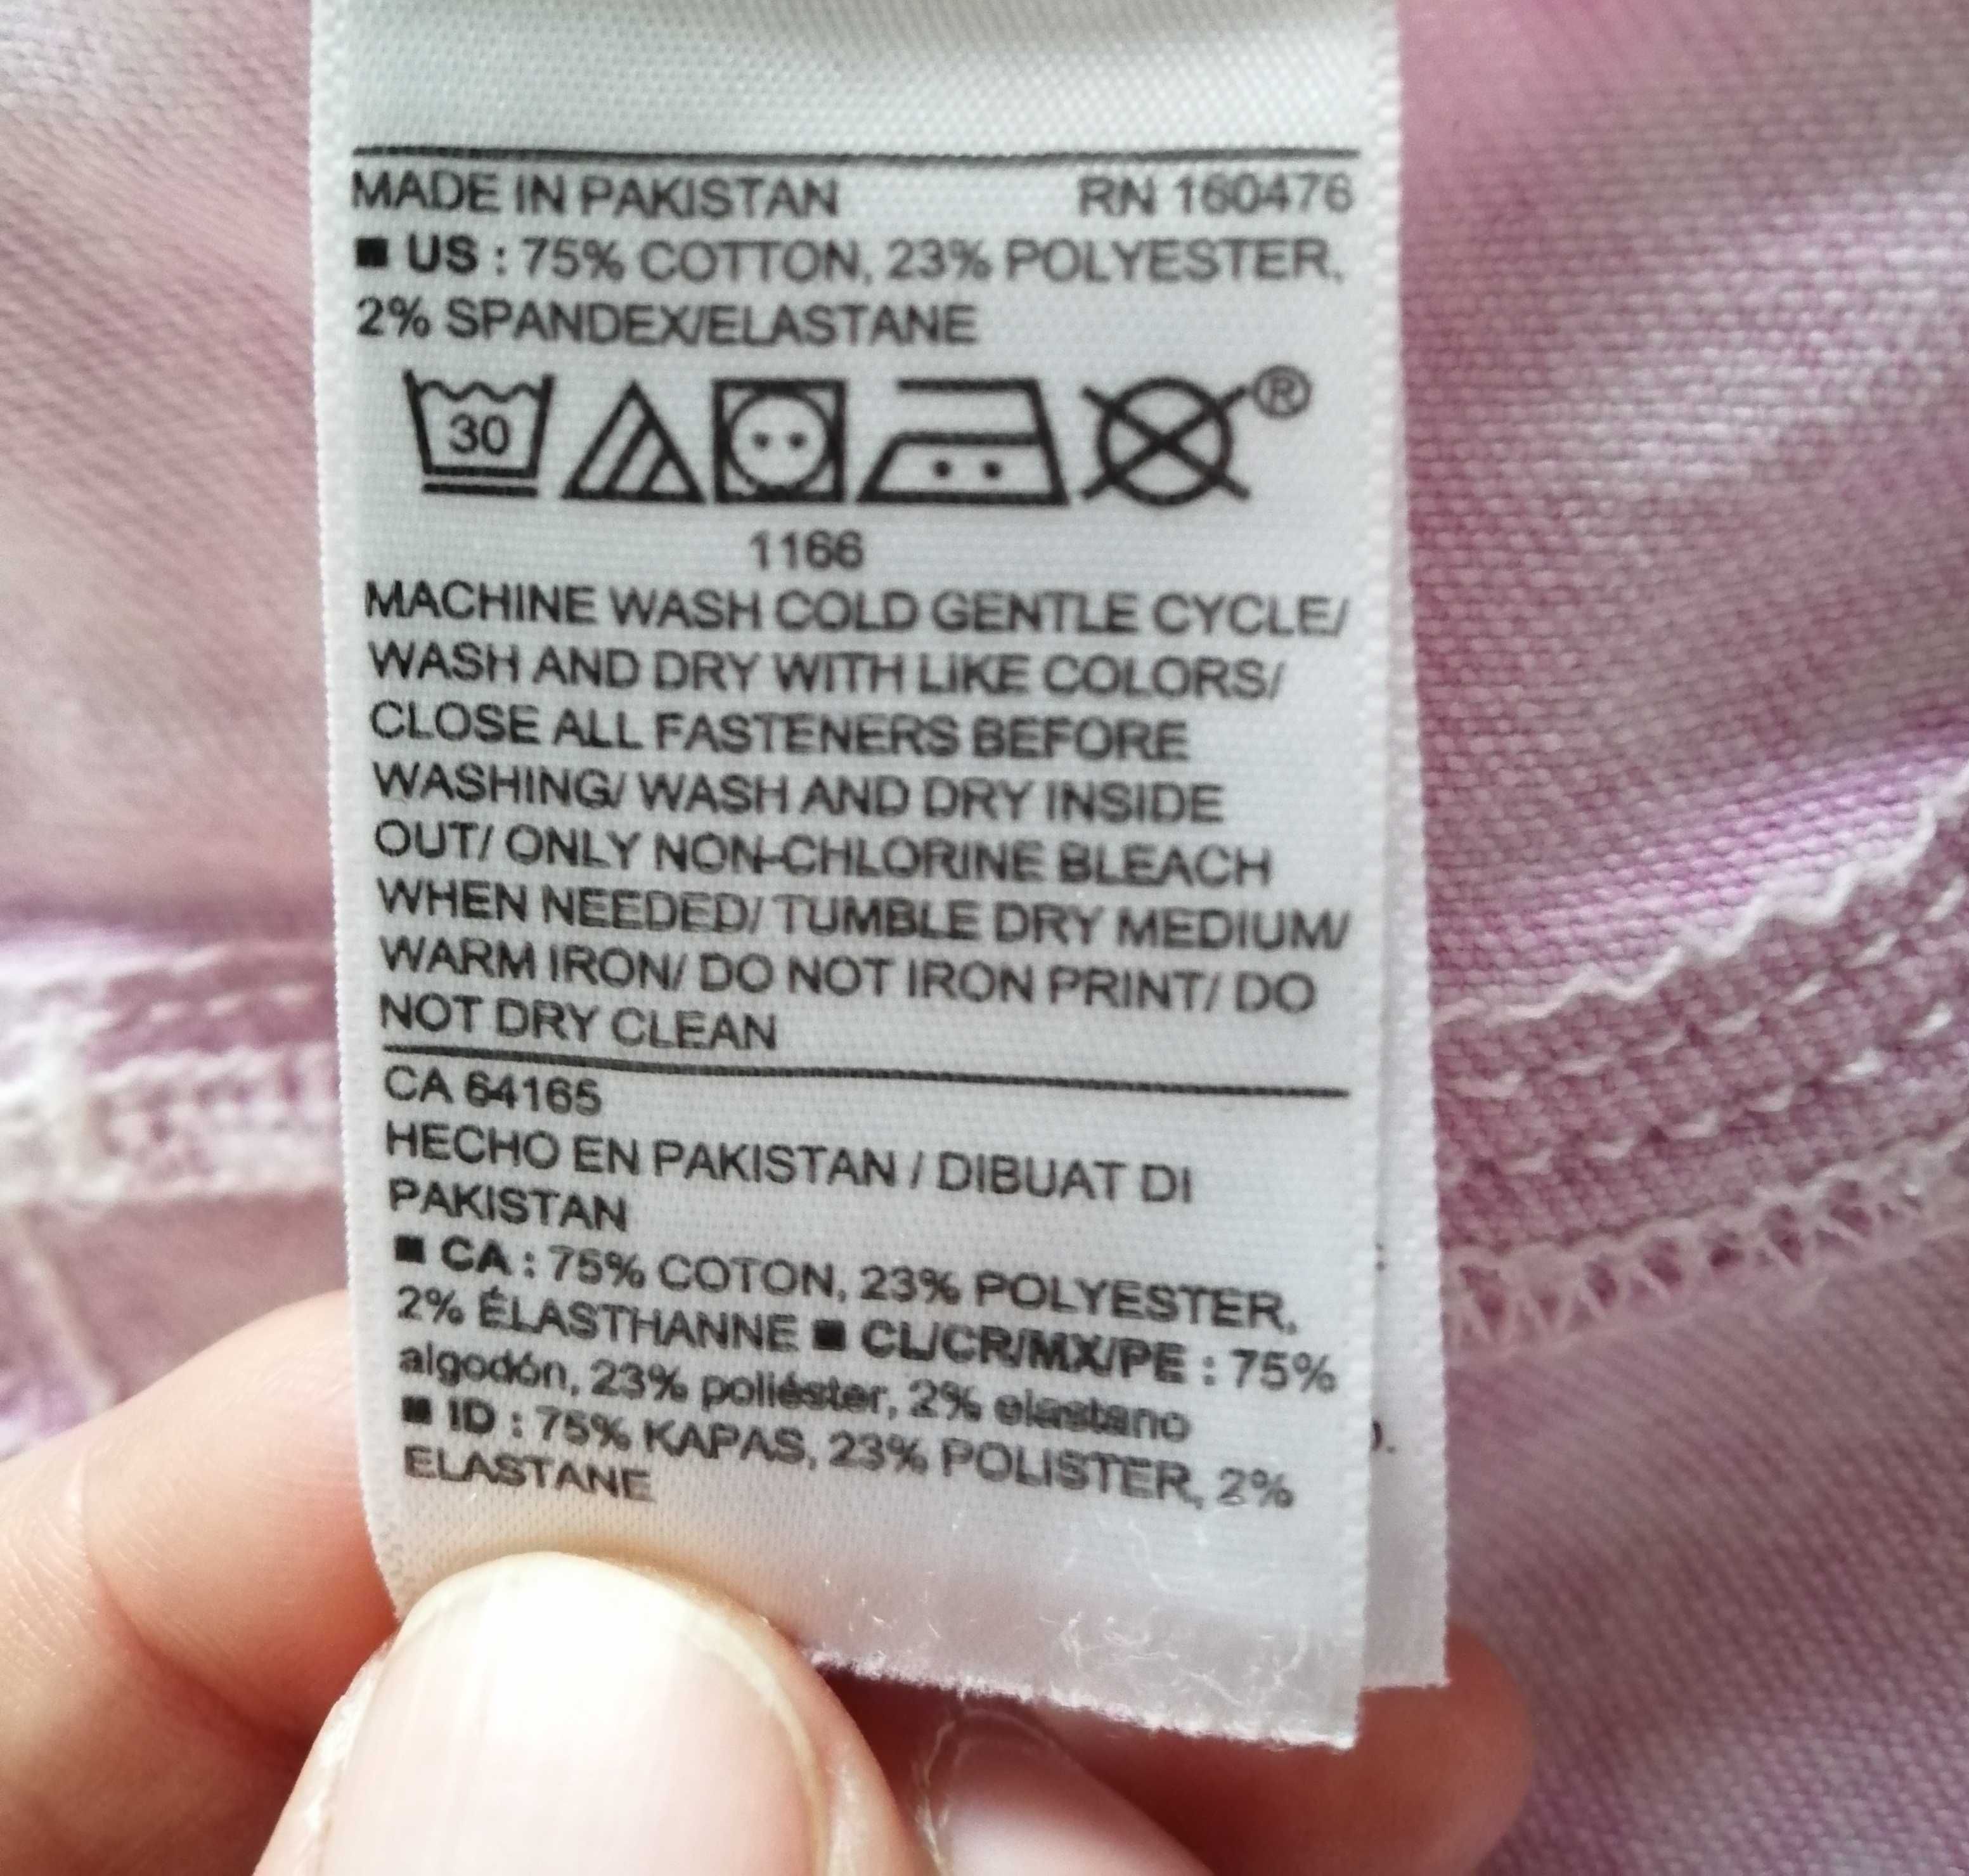 MADE IN PAKISTAN RN 160476
■ US : 75% COTTON, 23% POLYESTER,
2% SPANDEX/ELASTANE
30 ®
1166
MACHINE WASH COLD GENTLE CYCLE/
WASH AND DRY WITH LIKE COLORS/
CLOSE ALL FASTENERS BEFORE
WASHING/ WASH AND DRY INSIDE
OUT/ ONLY NON-CHLORINE BLEACH
WHEN NEEDED/ TUMBLE DRY MEDIUM/
WARM IRON/ DO NOT IRON PRINT/ DO
NOT DRY CLEAN
CA 64165
HECHO EN PAKISTAN / DIBUAT DI
PAKISTAN
■ CA : 75% COTON, 23% POLYESTER,
2% ÉLASTHANNE ■ CL/CR/MX/PE : 75%
algodón, 23% poliéster, 2% elastano
■ ID : 75% KAPAS, 23% POLISTER, 2%
ELASTANE